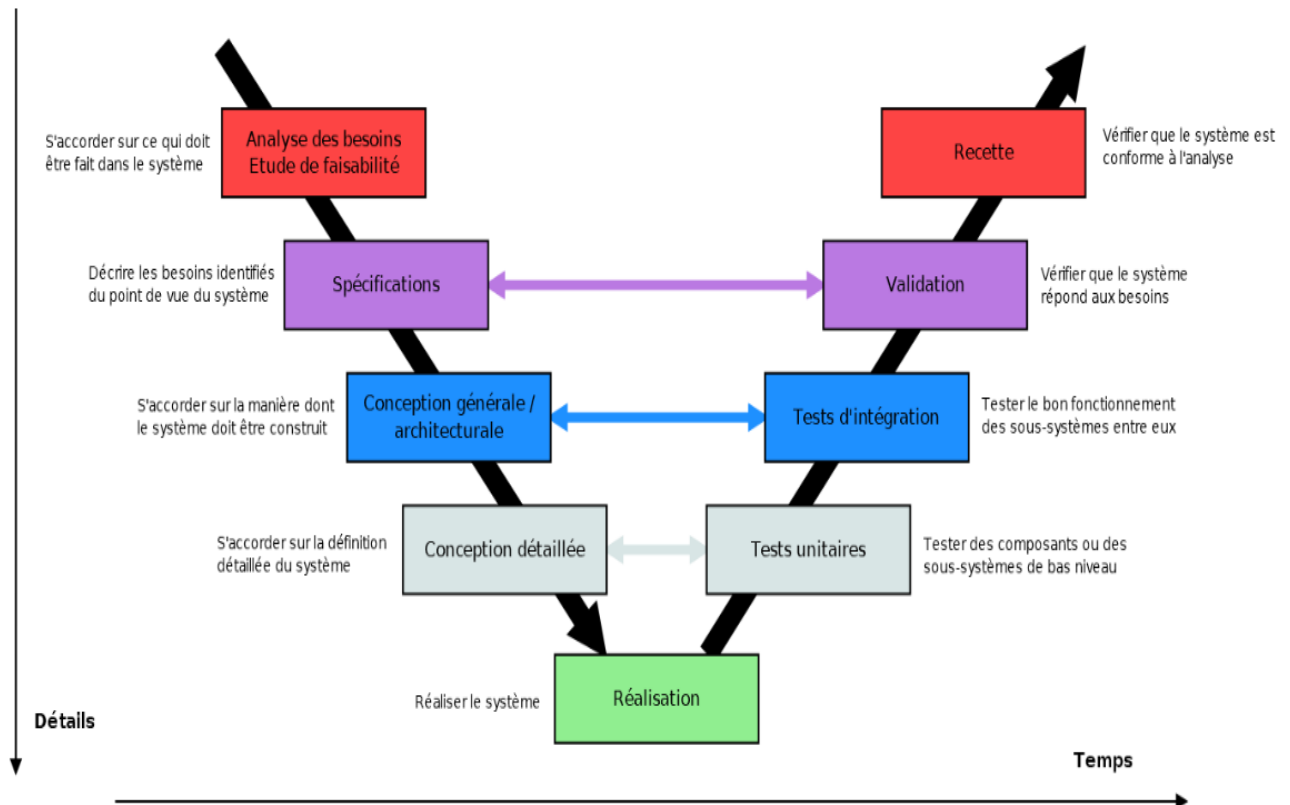 S'accorder sur ce qui doit
être fait dans le système
Analyse des besoins
Etude de faisabilité
Recette
Vérifier que le système est
conforme à l'analyse
Décrire les besoins identifiés
du point de vue du système
Spécifications
Validation
Vérifier que le système
répond aux besoins
S'accorder sur la manière dont
le système doit être construit
Conception générale /
architecturale
Tests d'intégration
Tester le bon fonctionnement
des sous-systèmes entre eux
S'accorder sur la définition
détaillée du système
Conception détaillée
Tests unitaires
Tester des composants ou des
sous-systèmes de bas niveau
Réaliser le système
Réalisation
Détails
Temps